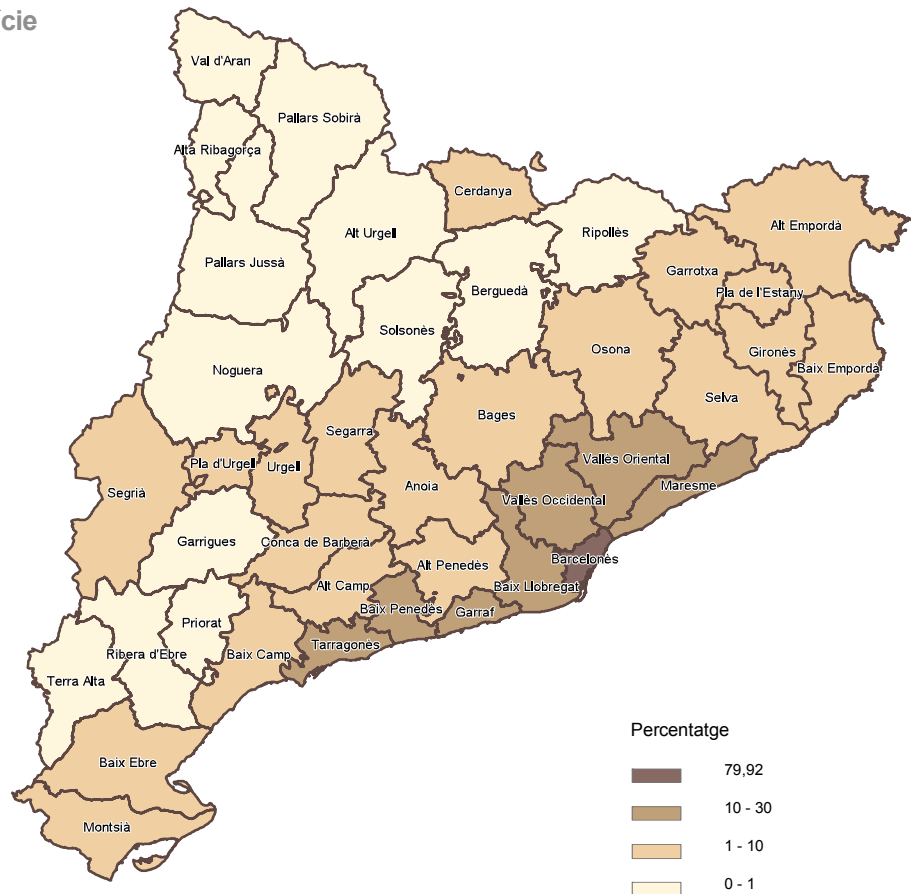 ície
Val d'Aran
Pallars Sobirà
Alta Ribagorça
Cerdanya
Alt Urgell
Ripollès
Alt Empordà
Pallars Jussà
Garrotxa
Berguedà
Pla de l'Estany
Solsonès
Osona
Gironès
Noguera
Baix Empordà
Selva
Bages
Segarra
Vallès Oriental
Pla d'Urgell
Urgell
Maresme
Segrià
Anoia
Vallès Occidental
Garrigues
Conca de Barberà
Barcelonès
Alt Penedès
Alt Camp
Baix Llobregat
Baix Penedès
Garraf
Priorat
Tarragonès
Ribera d'Ebre
Baix Camp
Terra Alta
Baix Ebre
Montsià
Percentatge
79,92
10 - 30
1 - 10
0 - 1